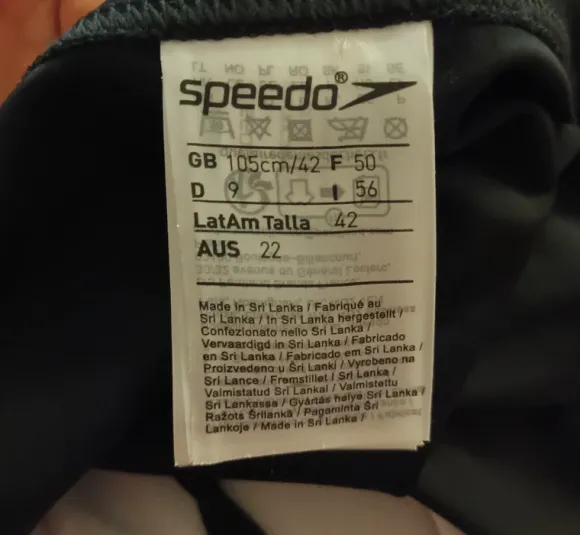 speedo®
GB 105cm/42 F 50
D 9 I 56
LatAm Talla 42
AUS 22
Made in Sri Lanka / Fabriqué au
Sri Lanka / In Sri Lanka hergestellt /
Confezionato nello Sri Lanka /
Vervaardigd in Sri Lanka / Fabricado
en Sri Lanka / Fabricado em Sri Lanka /
Proizvedeno u Šri Lanki / Vyrobeno na
Srí Lance / Fremstillet i Sri Lanka /
Valmistatud Sri Lankal / Valmistettu
Sri Lankassa / Gyártás helye Srí Lanka /
Ražots Šrilankā / Pagaminta Šri
Lankoje / Made in Sri Lanka /